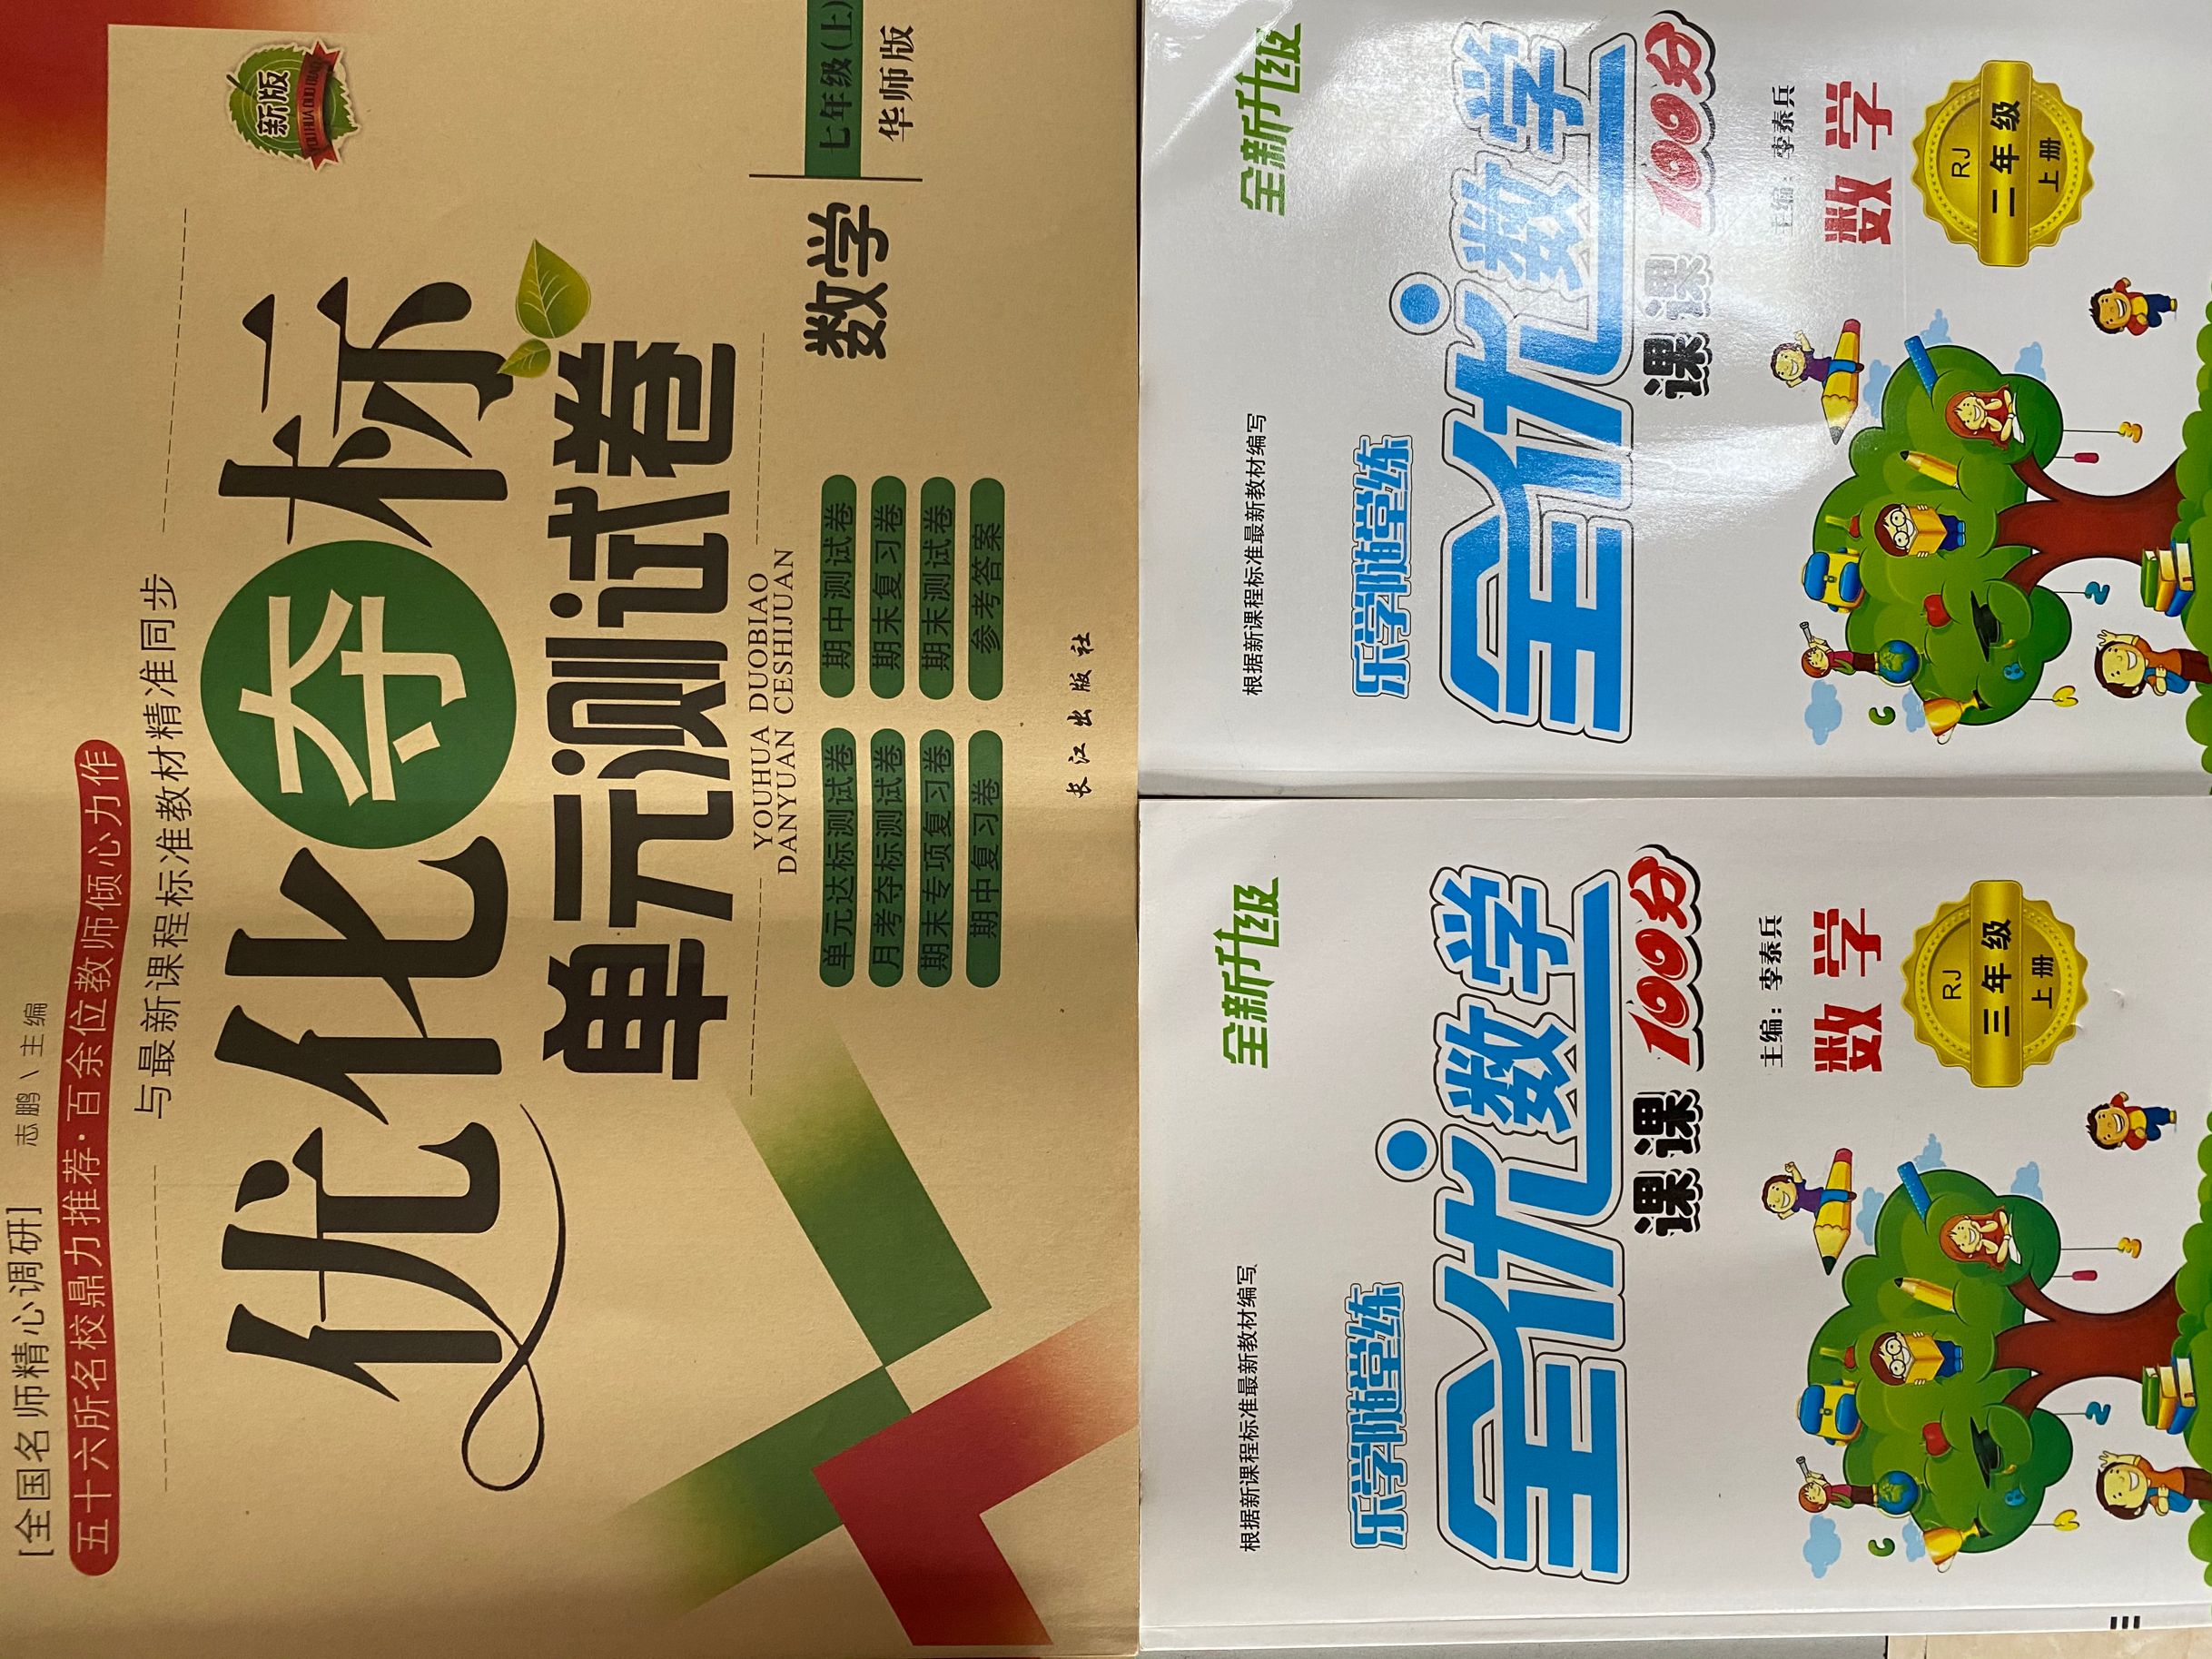 [全国名师精心调研]
志鹏\主编
五十六所名校鼎力推荐·百余位教师倾心力作
与最新课程标准教材精准同步
新版
YOUHUA DUOBIAO
优化夺标
单元测试卷
YOUHUA DUOBIAO
DANYUAN CESHIJUAN
数学
七年级(上)
华师版
单元达标测试卷
期中测试卷
月考夺标测试卷
期末复习卷
期末专项复习卷
期末测试卷
期中复习卷
参考答案
长江出版社
全新升级
根据新课程标准最新教材编写
乐学随堂练
全优数学
课课100分
主编：李泰兵
数学
RJ
三年级
上册
三
全新升级
根据新课程标准最新教材编写
乐学随堂练
全优数学
课课100分
主编：李泰兵
数学
RJ
二年级
上册